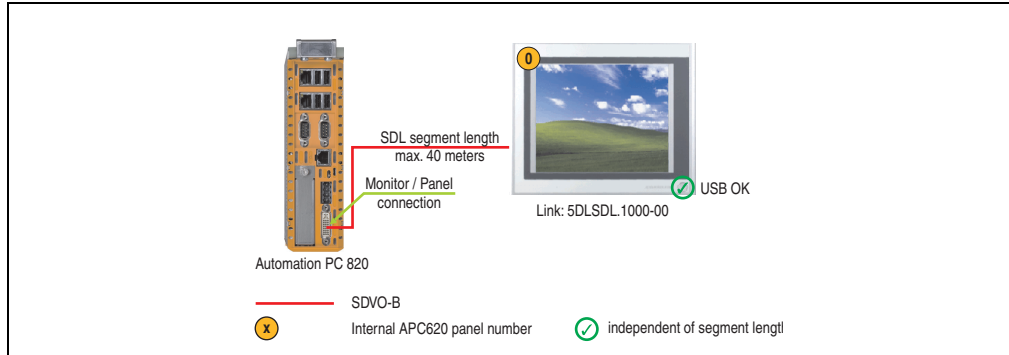 0
SDL segment length
max. 40 meters
Monitor / Panel
connection
USB OK
Link: 5DLSDL.1000-00
Automation PC 820
SDVO-B
x
Internal APC620 panel number
independent of segment lengtl